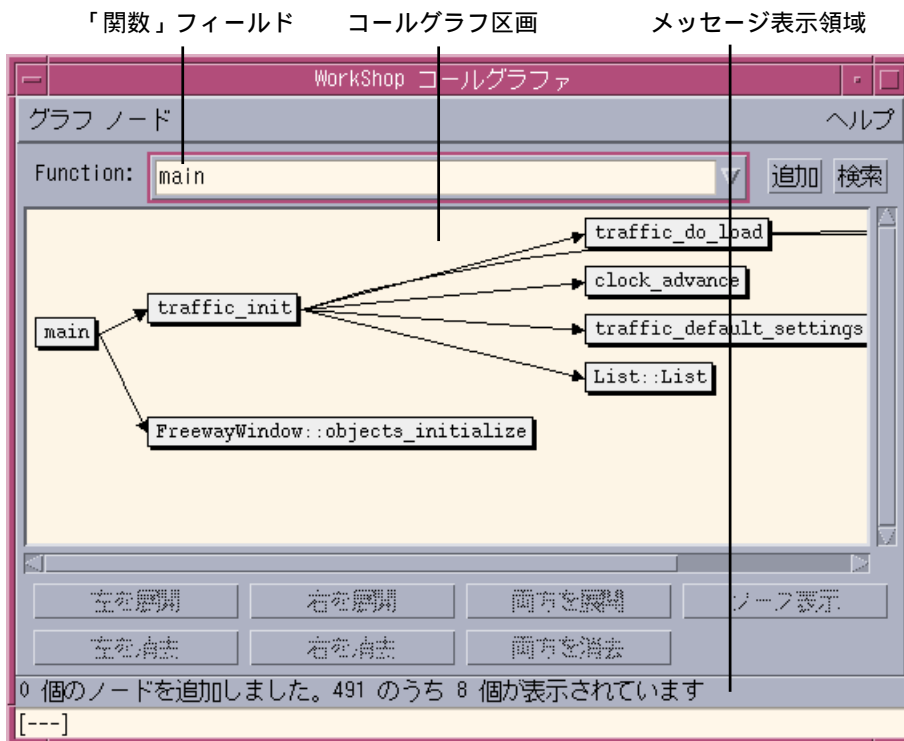 「関数」フィールド コールグラフ区画 メッセージ表示領域
WorkShop コールグラファ
グラフ ノード ヘルプ
Function: main 追加 検索
traffic_do_load
clock_advance
traffic_init
traffic_default_settings
main
List::List
FreewayWindow::objects_initialize
左を展開 右を展開 両方を展開 ソース表示
左を消去 右を消去 両方を消去
0 個のノードを追加しました。491 のうち 8 個が表示されています
[---]